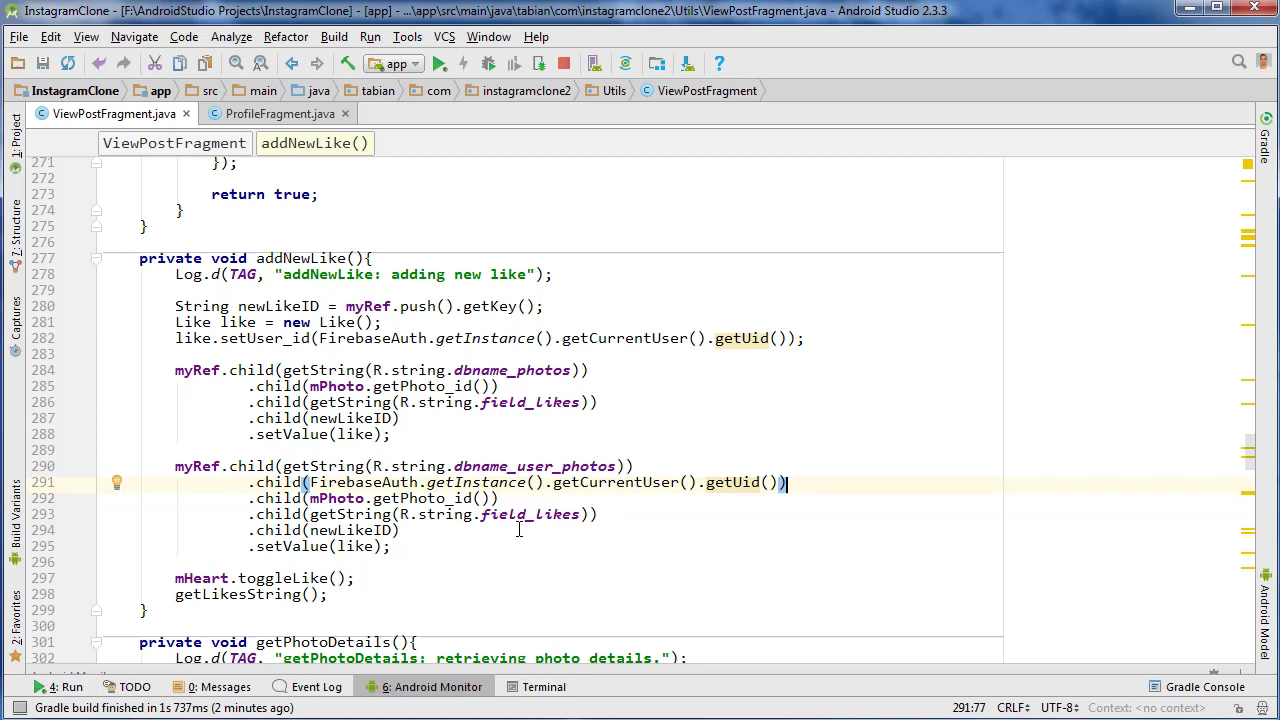 InstagramClone - [F:\AndroidStudio Projects\InstagramClone] - [app] - ...\app\src\main\java\tabian\com\instagramclone2\Utils\ViewPostFragment.java - Android Studio 2.3.3
File Edit View Navigate Code Analyze Refactor Build Run Tools VCS Window Help
app
InstagramClone app src main java tabian com instagramclone2 Utils ViewPostFragment
ViewPostFragment.java ProfileFragment.java
ViewPostFragment addNewLike()
271 });
272
273 return true;
274 }
275 }
276
277 private void addNewLike(){
278 Log.d(TAG, "addNewLike: adding new like");
279
280 String newLikeID = myRef.push().getKey();
281 Like like = new Like();
282 like.setUser_id(FirebaseAuth.getInstance().getCurrentUser().getUid());
283
284 myRef.child(getString(R.string.dbname_photos))
285 .child(mPhoto.getPhoto_id())
286 .child(getString(R.string.field_likes))
287 .child(newLikeID)
288 .setValue(like);
289
290 myRef.child(getString(R.string.dbname_user_photos))
291 .child(FirebaseAuth.getInstance().getCurrentUser().getUid())
292 .child(mPhoto.getPhoto_id())
293 .child(getString(R.string.field_likes))
294 .child(newLikeID)
295 .setValue(like);
296
297 mHeart.toggleLike();
298 getLikesString();
299 }
300
301 private void getPhotoDetails(){
302 Log.d(TAG, "getPhotoDetails: retrieving photo details.");
1: Project
7: Structure
Captures
Build Variants
2: Favorites
Gradle
Android Model
4: Run TODO 0: Messages Event Log 6: Android Monitor Terminal Gradle Console
Gradle build finished in 1s 737ms (2 minutes ago) 291:77 CRLF÷ UTF-8÷ Context: <no context>